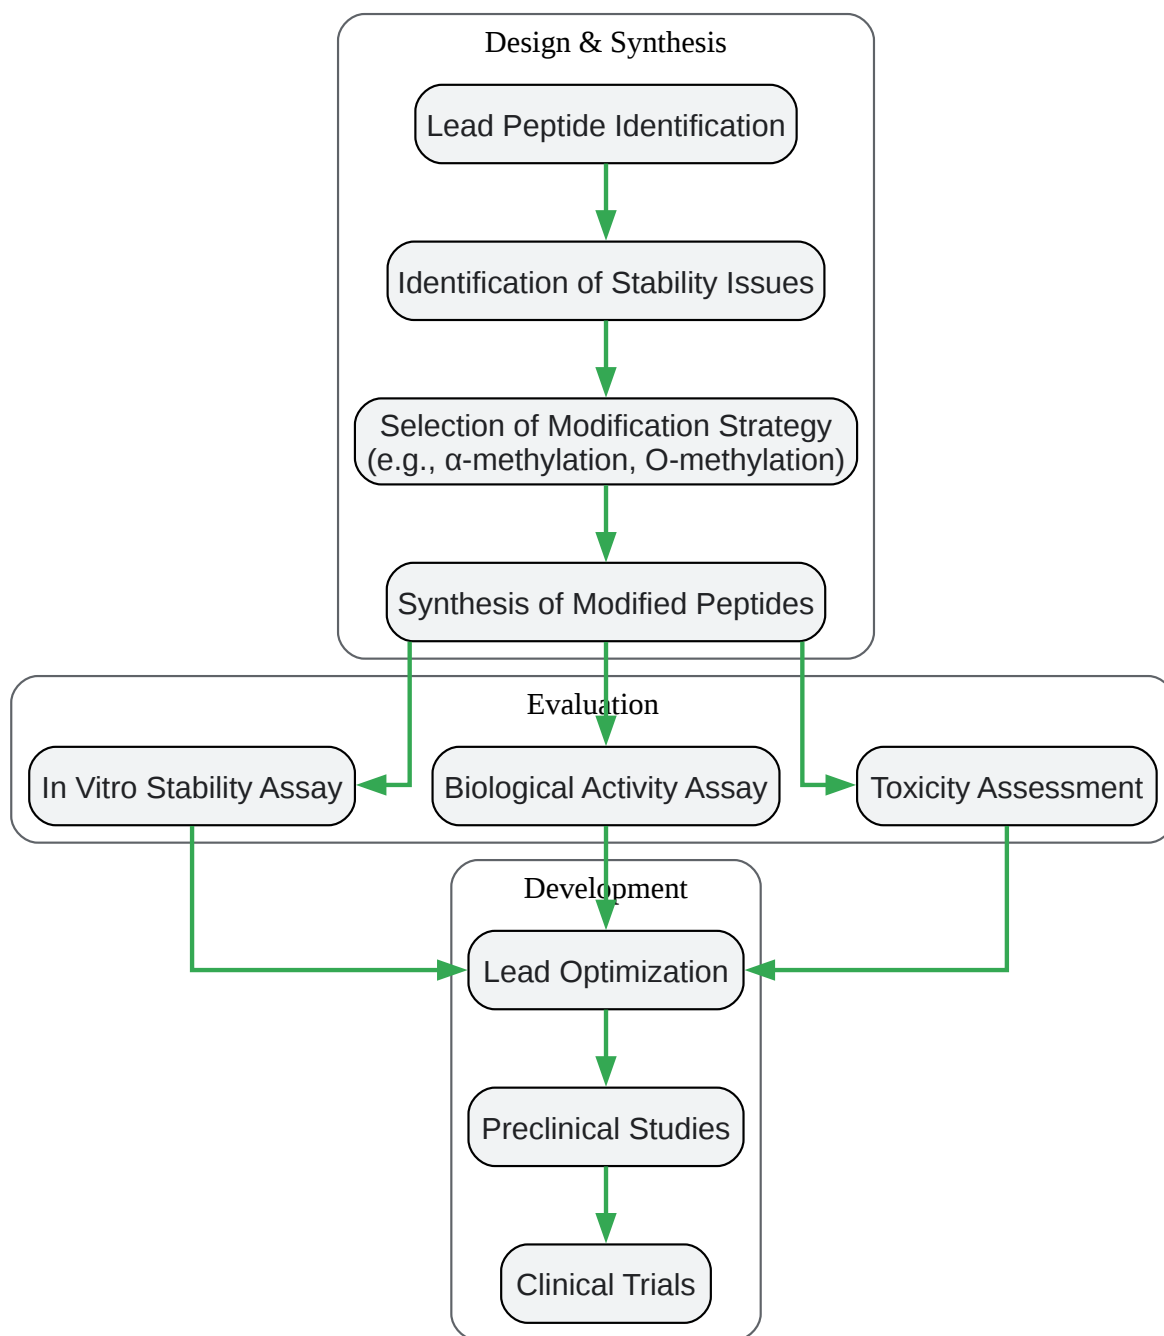 Design & Synthesis
Lead Peptide Identification
Identification of Stability Issues
Selection of Modification Strategy
(e.g., α-methylation, O-methylation)
Synthesis of Modified Peptides
Evaluation
In Vitro Stability Assay
Biological Activity Assay
Toxicity Assessment
Development
Lead Optimization
Preclinical Studies
Clinical Trials